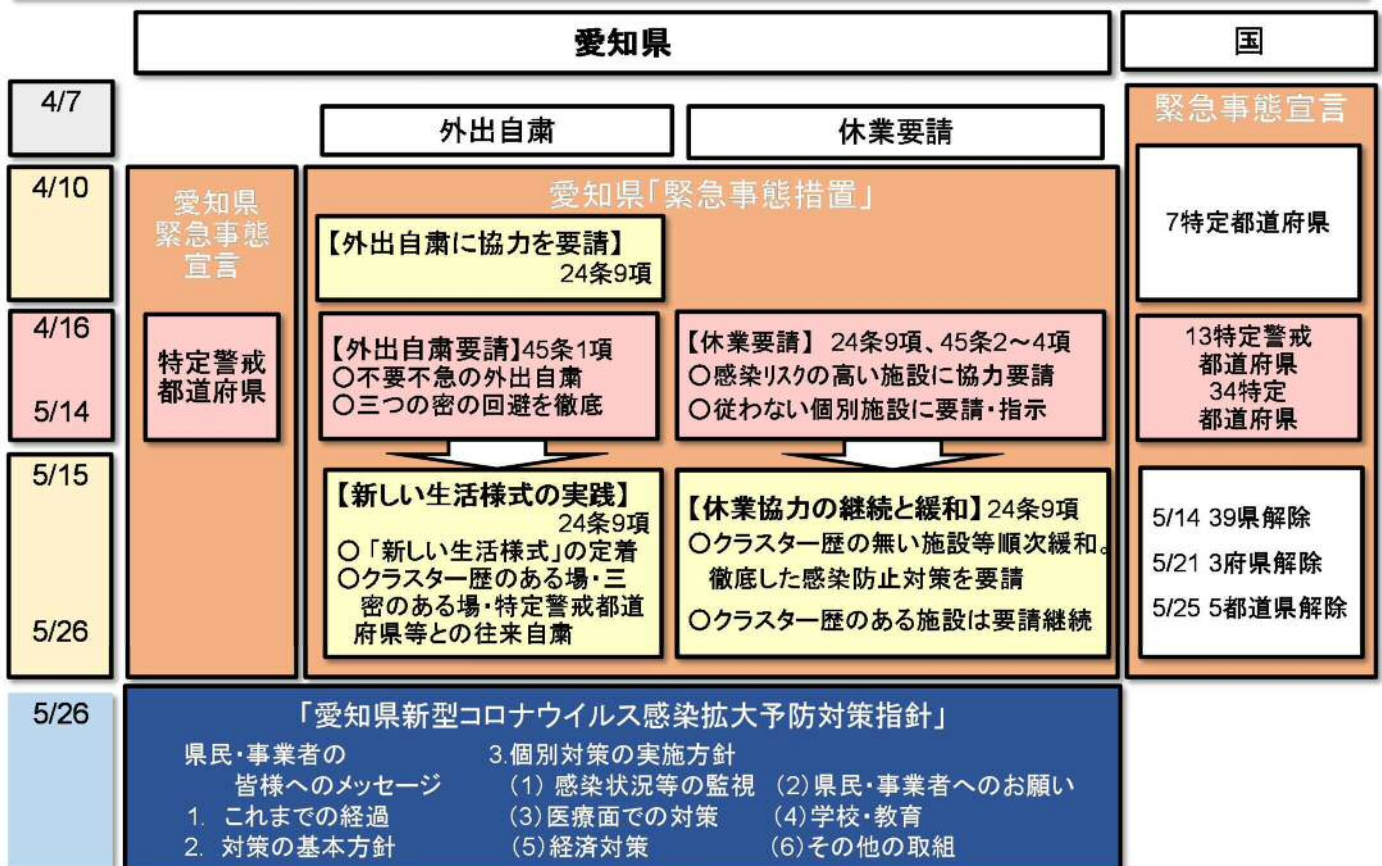 愛知県
国
4/7
外出自粛
休業要請
緊急事態宣言
4/10
愛知県
緊急事態
宣言
愛知県「緊急事態措置」
【外出自粛に協力を要請】
24条9項
7特定都道府県
4/16
5/14
特定警戒
都道府県
【外出自粛要請】45条1項
○不要不急の外出自粛
○三つの密の回避を徹底
【休業要請】 24条9項、45条2～4項
○感染リスクの高い施設に協力要請
○従わない個別施設に要請・指示
13特定警戒
都道府県
34特定
都道府県
5/15
5/26
【新しい生活様式の実践】
24条9項
○「新しい生活様式」の定着
○クラスター歴のある場・三
密のある場・特定警戒都道
府県等との往来自粛
【休業協力の継続と緩和】24条9項
○クラスター歴の無い施設等順次緩和。
徹底した感染防止対策を要請
○クラスター歴のある施設は要請継続
5/14 39県解除
5/21 3府県解除
5/25 5都道県解除
5/26
「愛知県新型コロナウイルス感染拡大予防対策指針」
県民・事業者の
皆様へのメッセージ
1. これまでの経過
2. 対策の基本方針
3.個別対策の実施方針
(1) 感染状況等の監視 (2)県民・事業者へのお願い
(3)医療面での対策 (4)学校・教育
(5)経済対策 (6)その他の取組